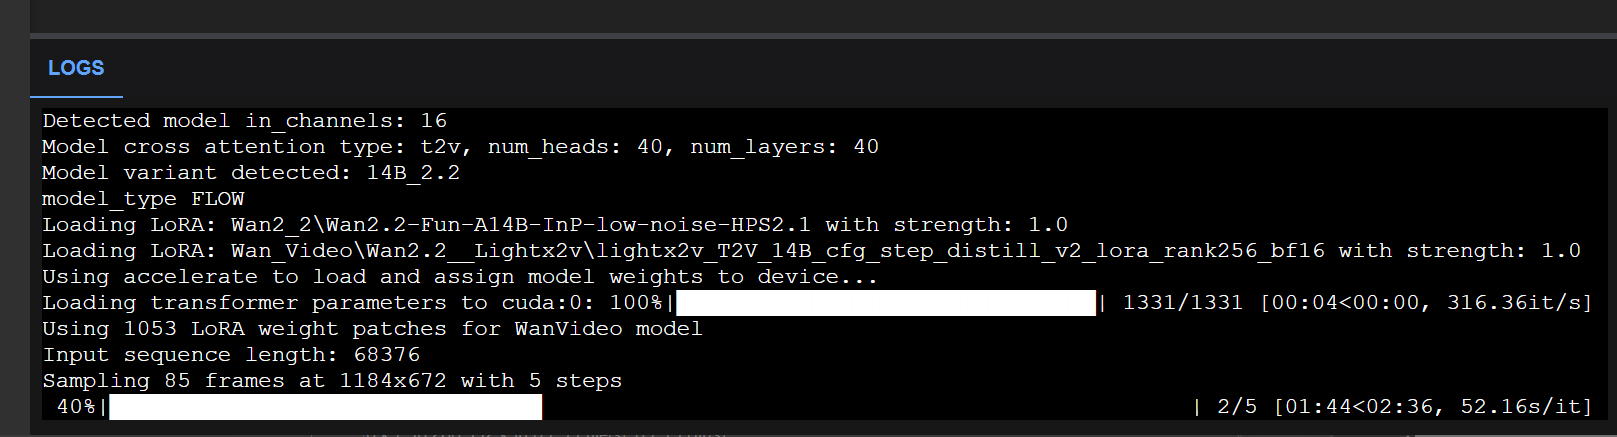 LOGS
Detected model in_channels: 16
Model cross attention type: t2v, num_heads: 40, num_layers: 40
Model variant detected: 14B_2.2
model_type FLOW
Loading LoRA: Wan2_2\Wan2.2-Fun-A14B-InP-low-noise-HPS2.1 with strength: 1.0
Loading LoRA: Wan_Video\Wan2.2__Lightx2v\lightx2v_T2V_14B_cfg_step_distill_v2_lora_rank256_bf16 with strength: 1.0
Using accelerate to load and assign model weights to device...
Loading transformer parameters to cuda:0: 100%| | 1331/1331 [00:04<00:00, 316.36it/s]
Using 1053 LoRA weight patches for WanVideo model
Input sequence length: 68376
Sampling 85 frames at 1184x672 with 5 steps
40%| | 2/5 [01:44<02:36, 52.16s/it]